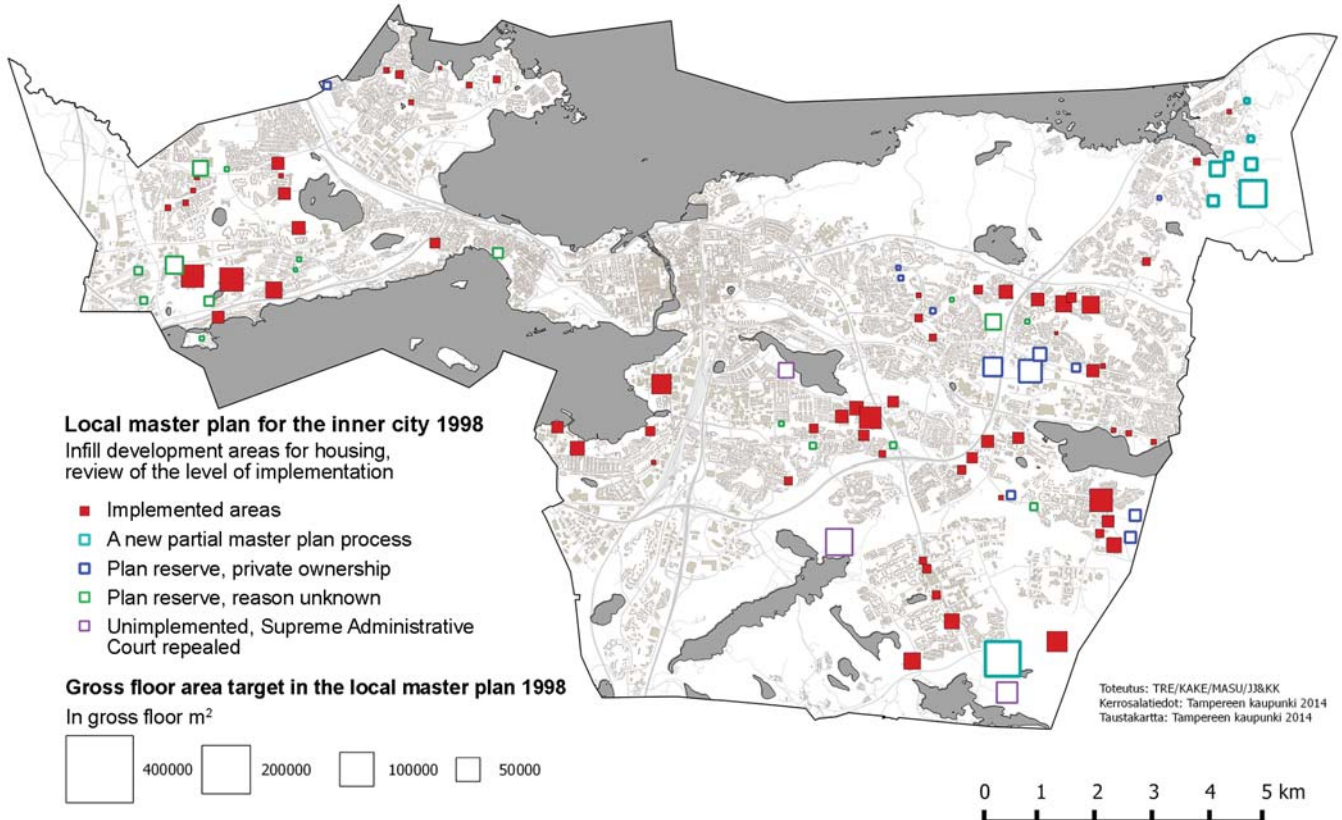 Local master plan for the inner city 1998
Infill development areas for housing,
review of the level of implementation
Implemented areas
A new partial master plan process
Plan reserve, private ownership
Plan reserve, reason unknown
Unimplemented, Supreme Administrative
Court repealed
Gross floor area target in the local master plan 1998
In gross floor m²
400000 200000 100000 50000
Toteutus: TRE/KAKE/MASU/JJ&KK
Kerrosalatiedot: Tampereen kaupunki 2014
Taustakartta: Tampereen kaupunki 2014
0 1 2 3 4 5 km